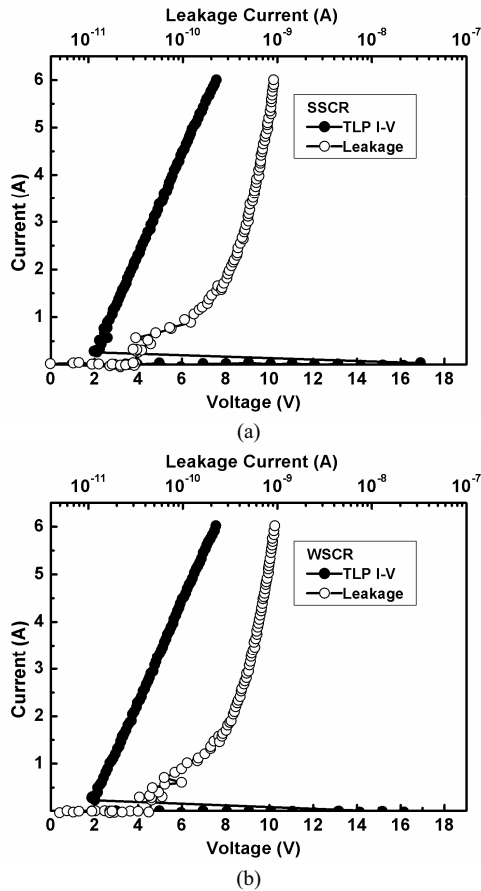 Leakage Current (A)
10^-11 10^-10 10^-9 10^-8 10^-7
6
5
4
3
2
1
Current (A)
SSCR
TLP I-V
Leakage
0 2 4 6 8 10 12 14 16 18
Voltage (V)
(a)
Leakage Current (A)
10^-11 10^-10 10^-9 10^-8 10^-7
6
5
4
3
2
1
Current (A)
WSCR
TLP I-V
Leakage
0 2 4 6 8 10 12 14 16 18
Voltage (V)
(b)